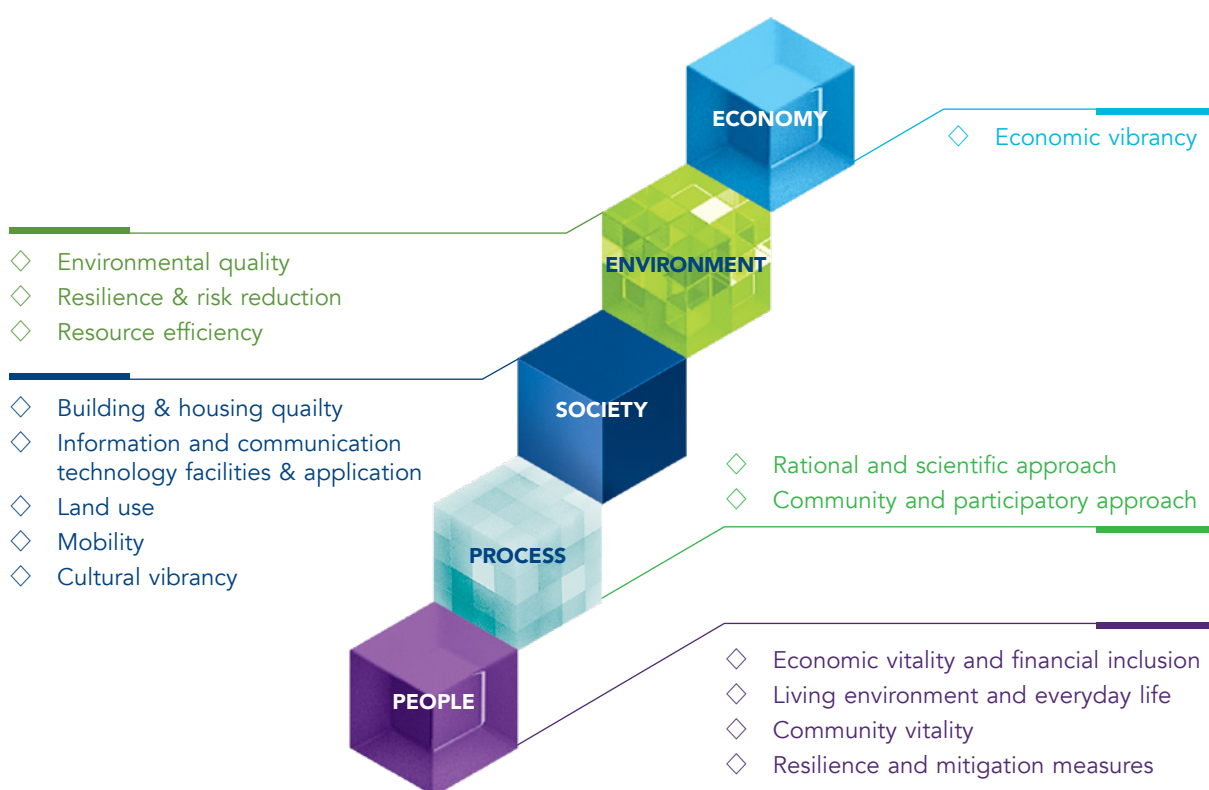 ECONOMY
◇ Economic vibrancy
ENVIRONMENT
◇ Environmental quality
◇ Resilience & risk reduction
◇ Resource efficiency
SOCIETY
◇ Building & housing quailty
◇ Information and communication
technology facilities & application
◇ Land use
◇ Mobility
◇ Cultural vibrancy
PROCESS
◇ Rational and scientific approach
◇ Community and participatory approach
PEOPLE
◇ Economic vitality and financial inclusion
◇ Living environment and everyday life
◇ Community vitality
◇ Resilience and mitigation measures